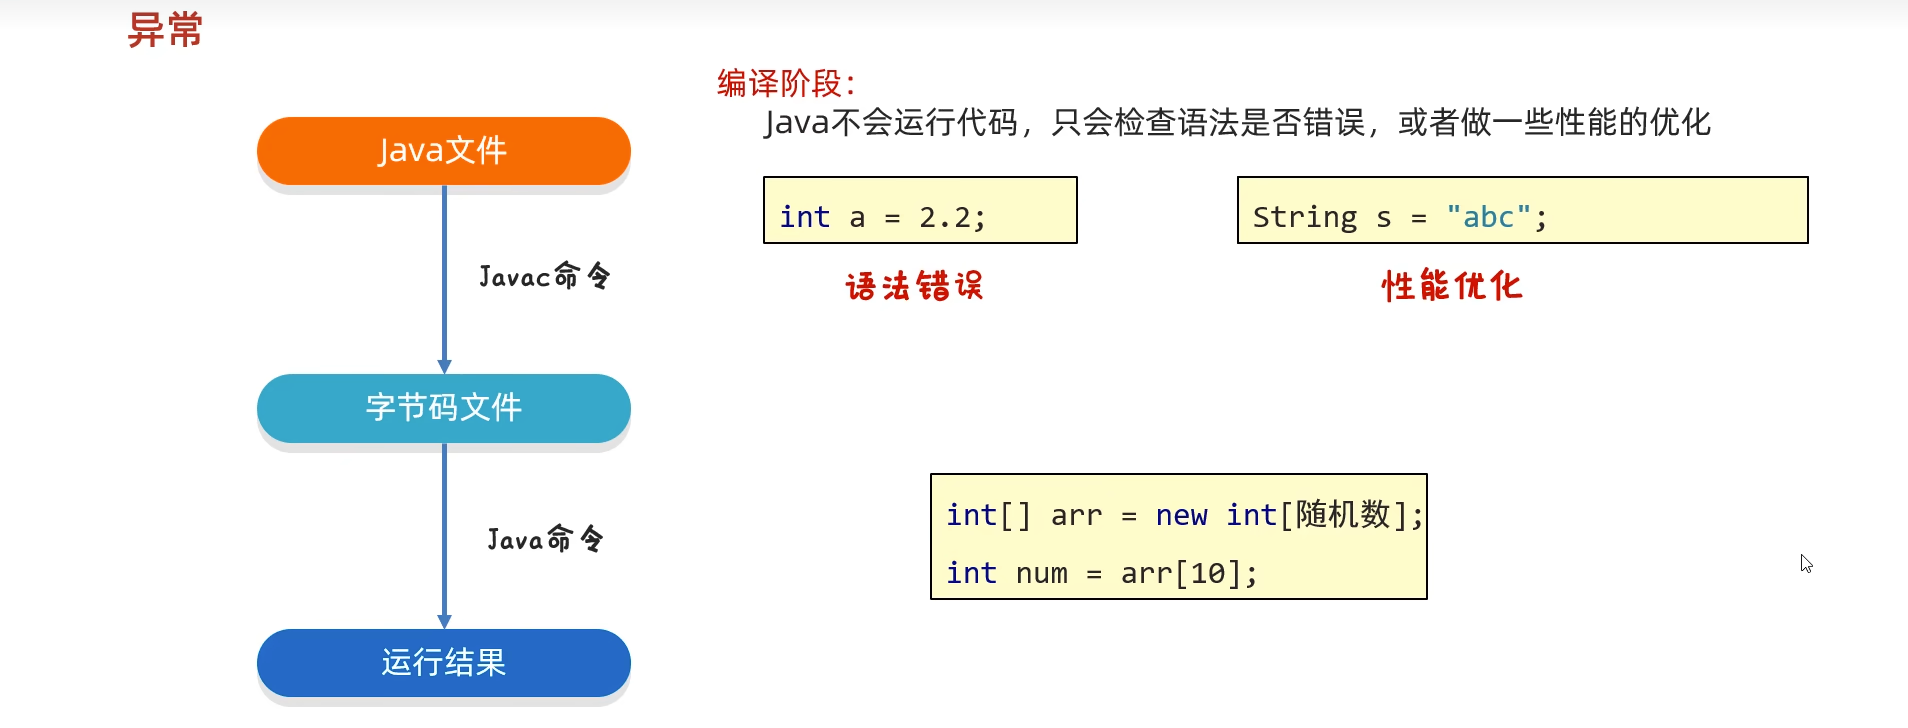 异常
编译阶段：
Java不会运行代码，只会检查语法是否错误，或者做一些性能的优化
Java文件
int a = 2.2;
String s = "abc";
Javac命令
语法错误
性能优化
字节码文件
int[] arr = new int[随机数];
int num = arr[10];
Java命令
运行结果